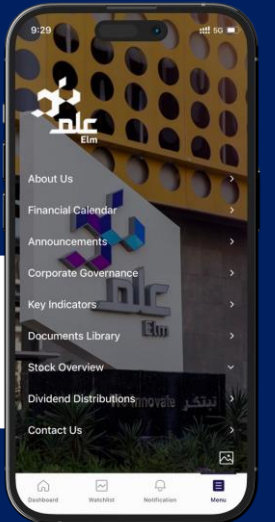 9:29
5G
علم
Elm
About Us
Financial Calendar
Announcements
Corporate Governance
Key Indicators
علم
Elm
Documents Library
Stock Overview
Dividend Distributions
innovate نبتكر
Contact Us
Dashboard
Watchlist
Notification
Menu